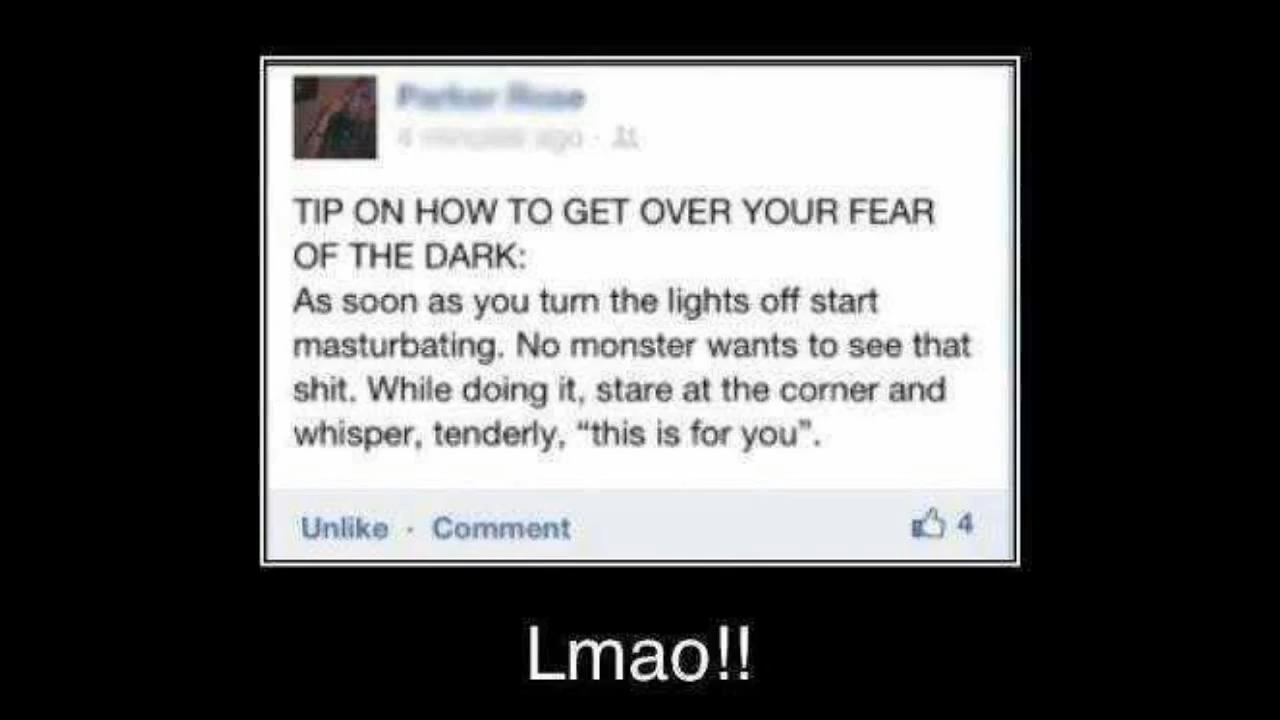 TIP ON HOW TO GET OVER YOUR FEAR
OF THE DARK:
As soon as you turn the lights off start
masturbating. No monster wants to see that
shit. While doing it, stare at the corner and
whisper, tenderly, “this is for you”.
Unlike · Comment
4
Lmao!!